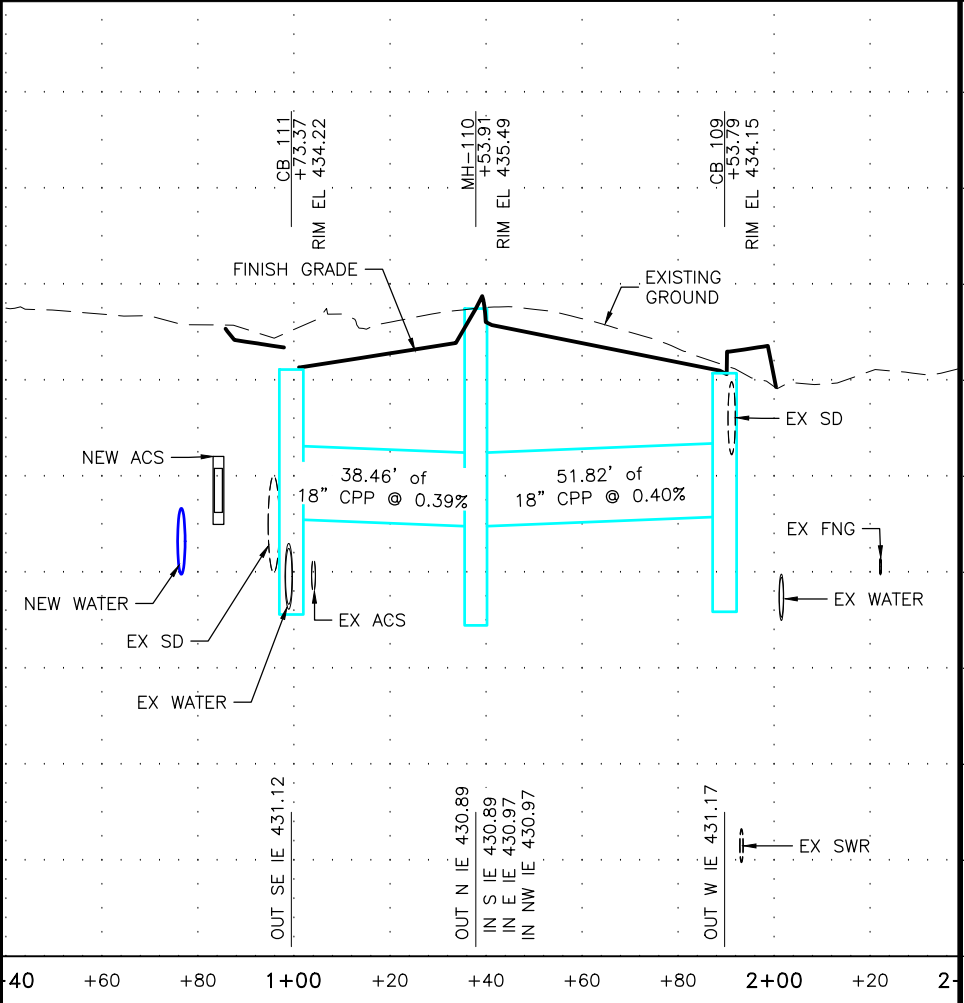 CB 111
+73.37
RIM EL 434.22
MH-110
+53.91
RIM EL 435.49
CB 109
+53.79
RIM EL 434.15
FINISH GRADE
EXISTING
GROUND
EX SD
NEW ACS
38.46' of
18" CPP @ 0.39%
51.82' of
18" CPP @ 0.40%
EX FNG
NEW WATER
EX WATER
EX ACS
EX SD
EX WATER
OUT SE IE 431.12
OUT N IE 430.89
IN S IE 430.89
IN E IE 430.97
IN NW IE 430.97
OUT W IE 431.17
EX SWR
40 +60 +80 1+00 +20 +40 +60 +80 2+00 +20 2-